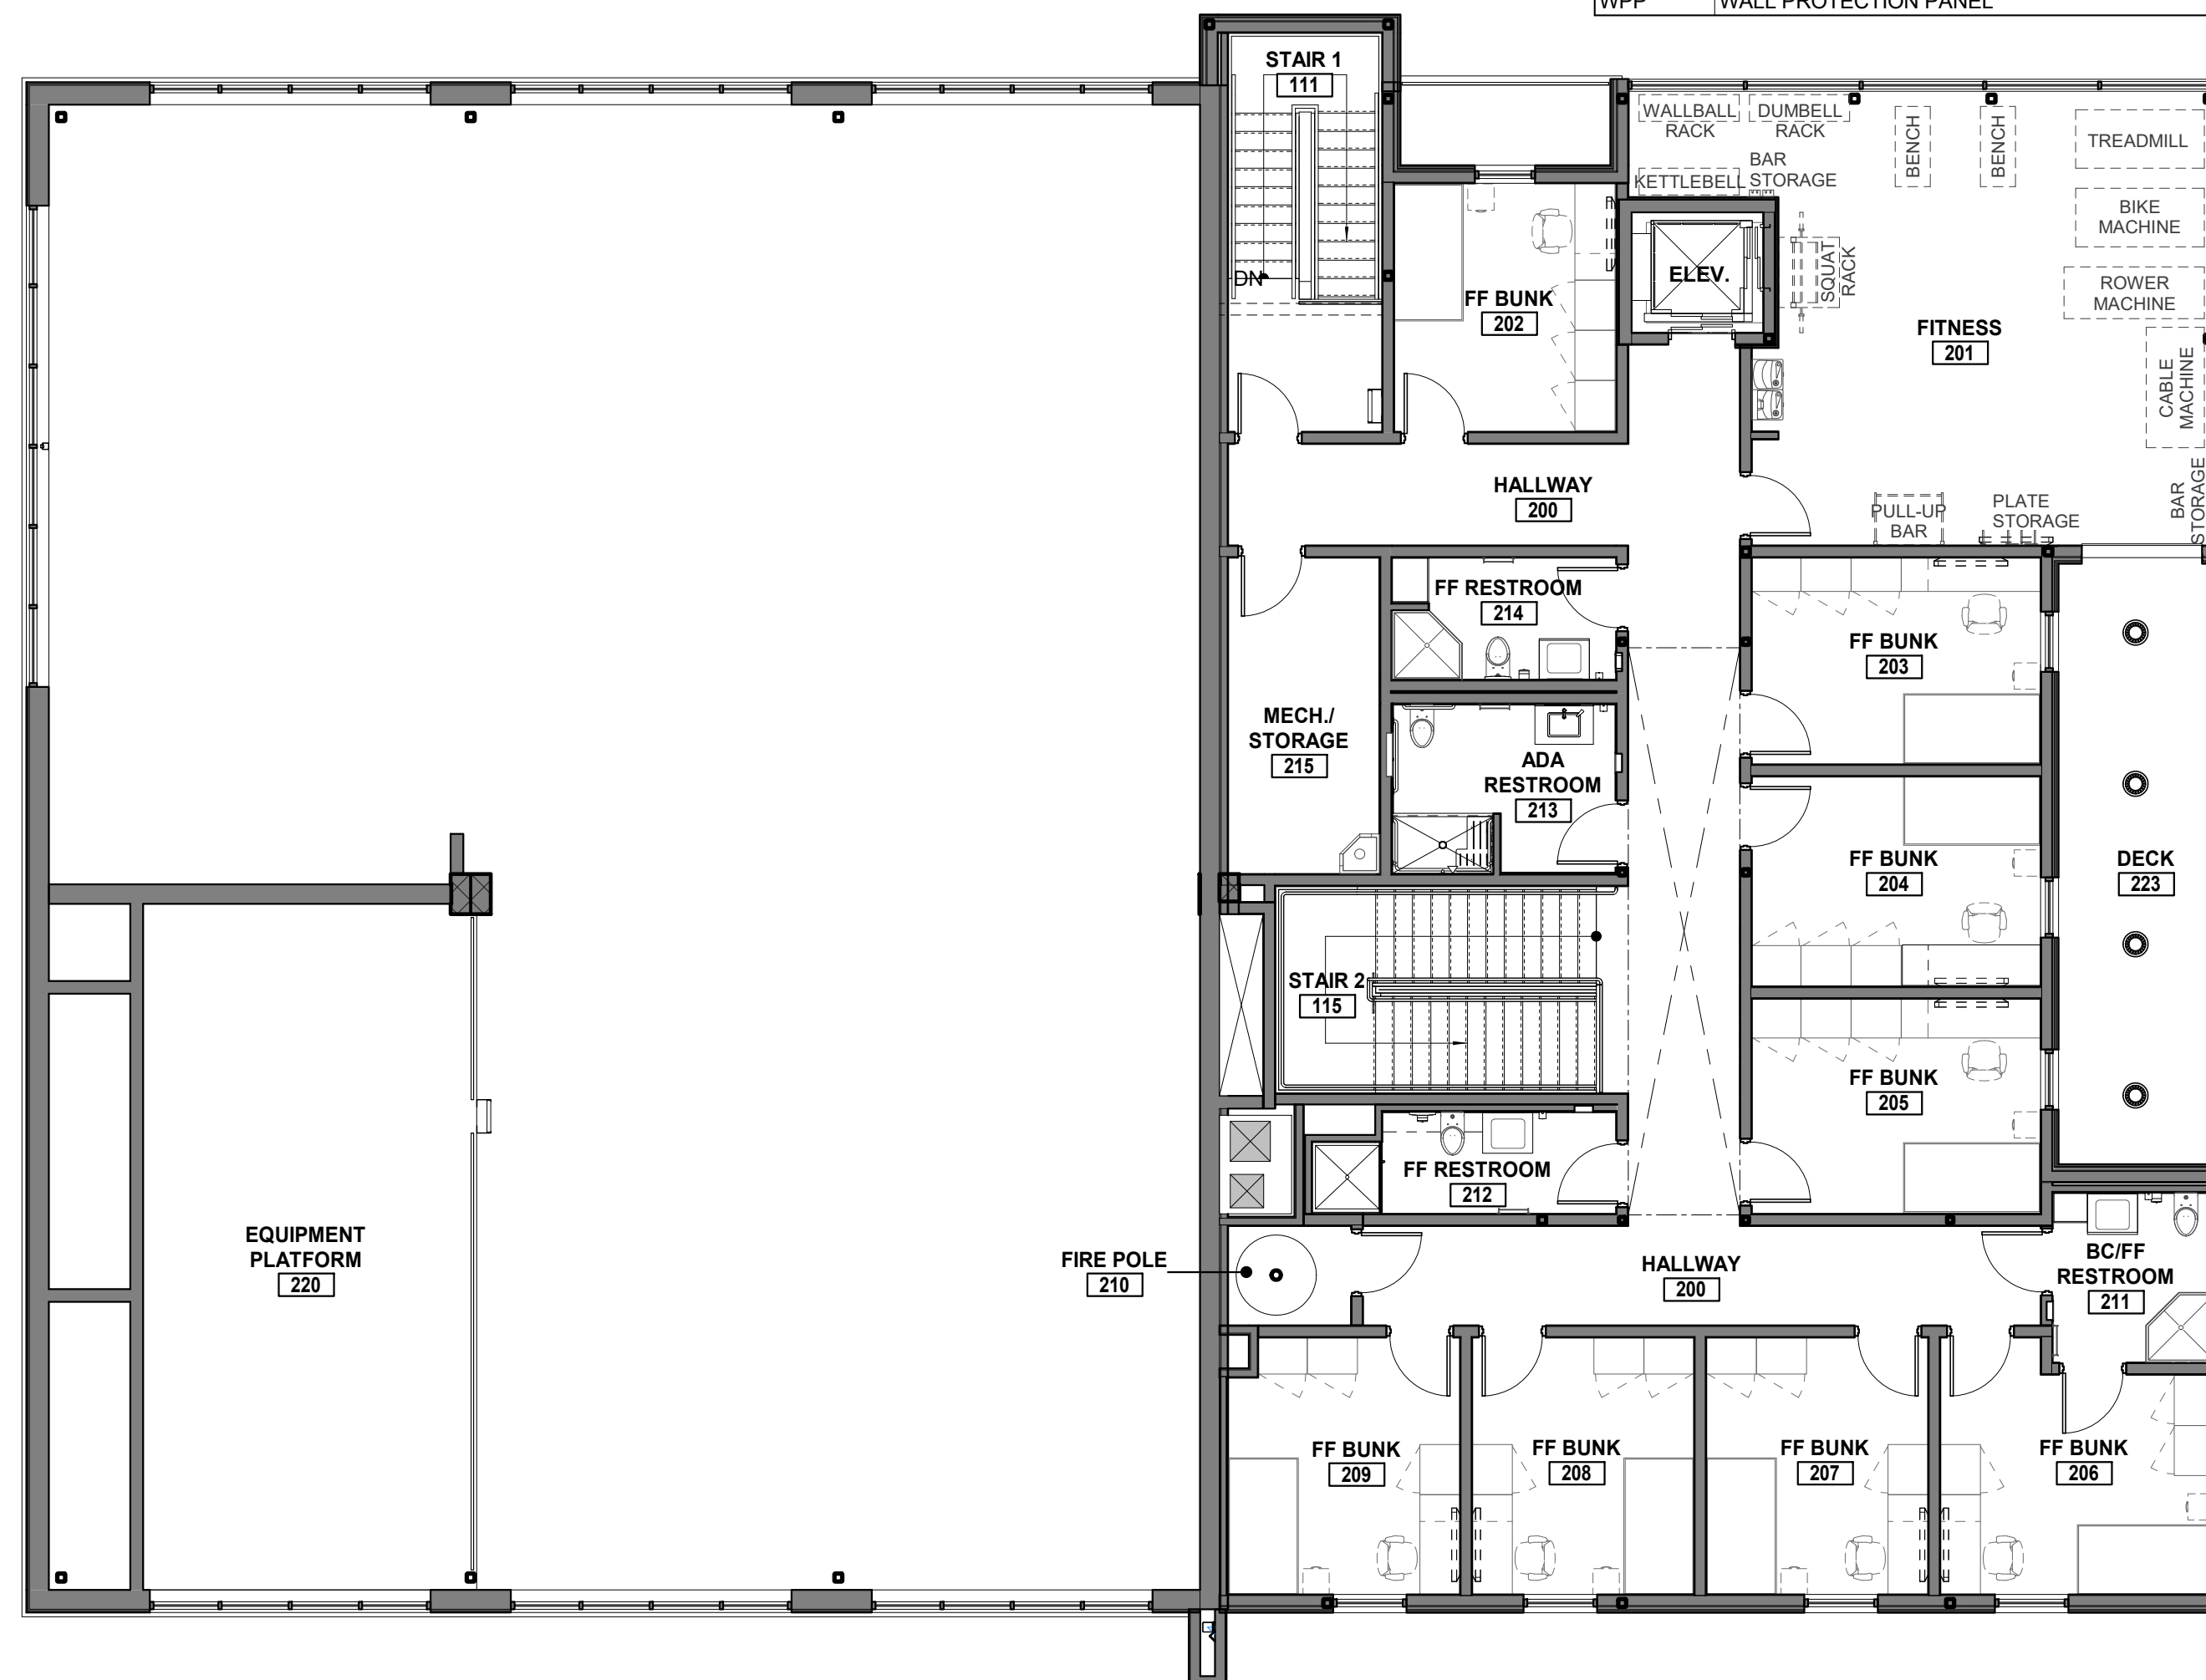 WPP WALL PROTECTION PANEL
STAIR 1
111
DN
WALLBALL
RACK
DUMBELL
RACK
KETTLEBELL
BAR
STORAGE
BENCH
BENCH
TREADMILL
BIKE
MACHINE
ROWER
MACHINE
CABLE
MACHINE
SQUAT
RACK
ELEV.
FF BUNK
202
FITNESS
201
HALLWAY
200
PULL-UP
BAR
PLATE
STORAGE
BAR
STORAGE
FF RESTROOM
214
FF BUNK
203
MECH./
STORAGE
215
ADA
RESTROOM
213
FF BUNK
204
DECK
223
STAIR 2
115
FF BUNK
205
FF RESTROOM
212
EQUIPMENT
PLATFORM
220
FIRE POLE
210
HALLWAY
200
BC/FF
RESTROOM
211
FF BUNK
209
FF BUNK
208
FF BUNK
207
FF BUNK
206